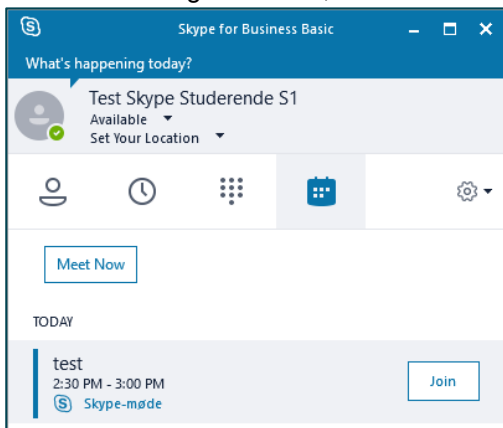 Skype for Business Basic
What's happening today?
Test Skype Studerende S1
Available
Set Your Location
Meet Now
TODAY
test
2:30 PM - 3:00 PM
Skype-møde
Join